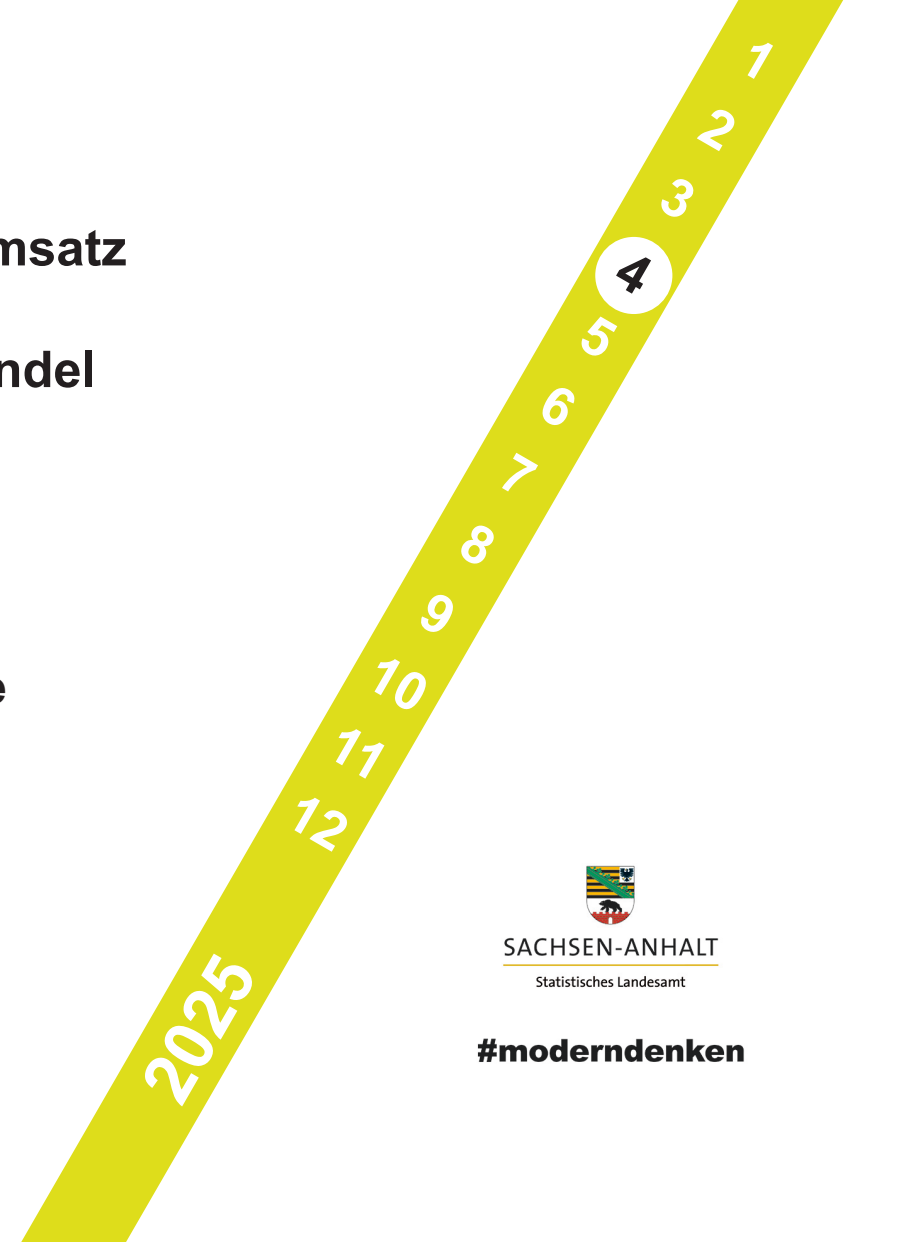 1
2
3
msatz
4
5
ndel
6
7
8
9
10
e
11
12
2025
SACHSEN-ANHALT
Statistisches Landesamt
#moderndenken